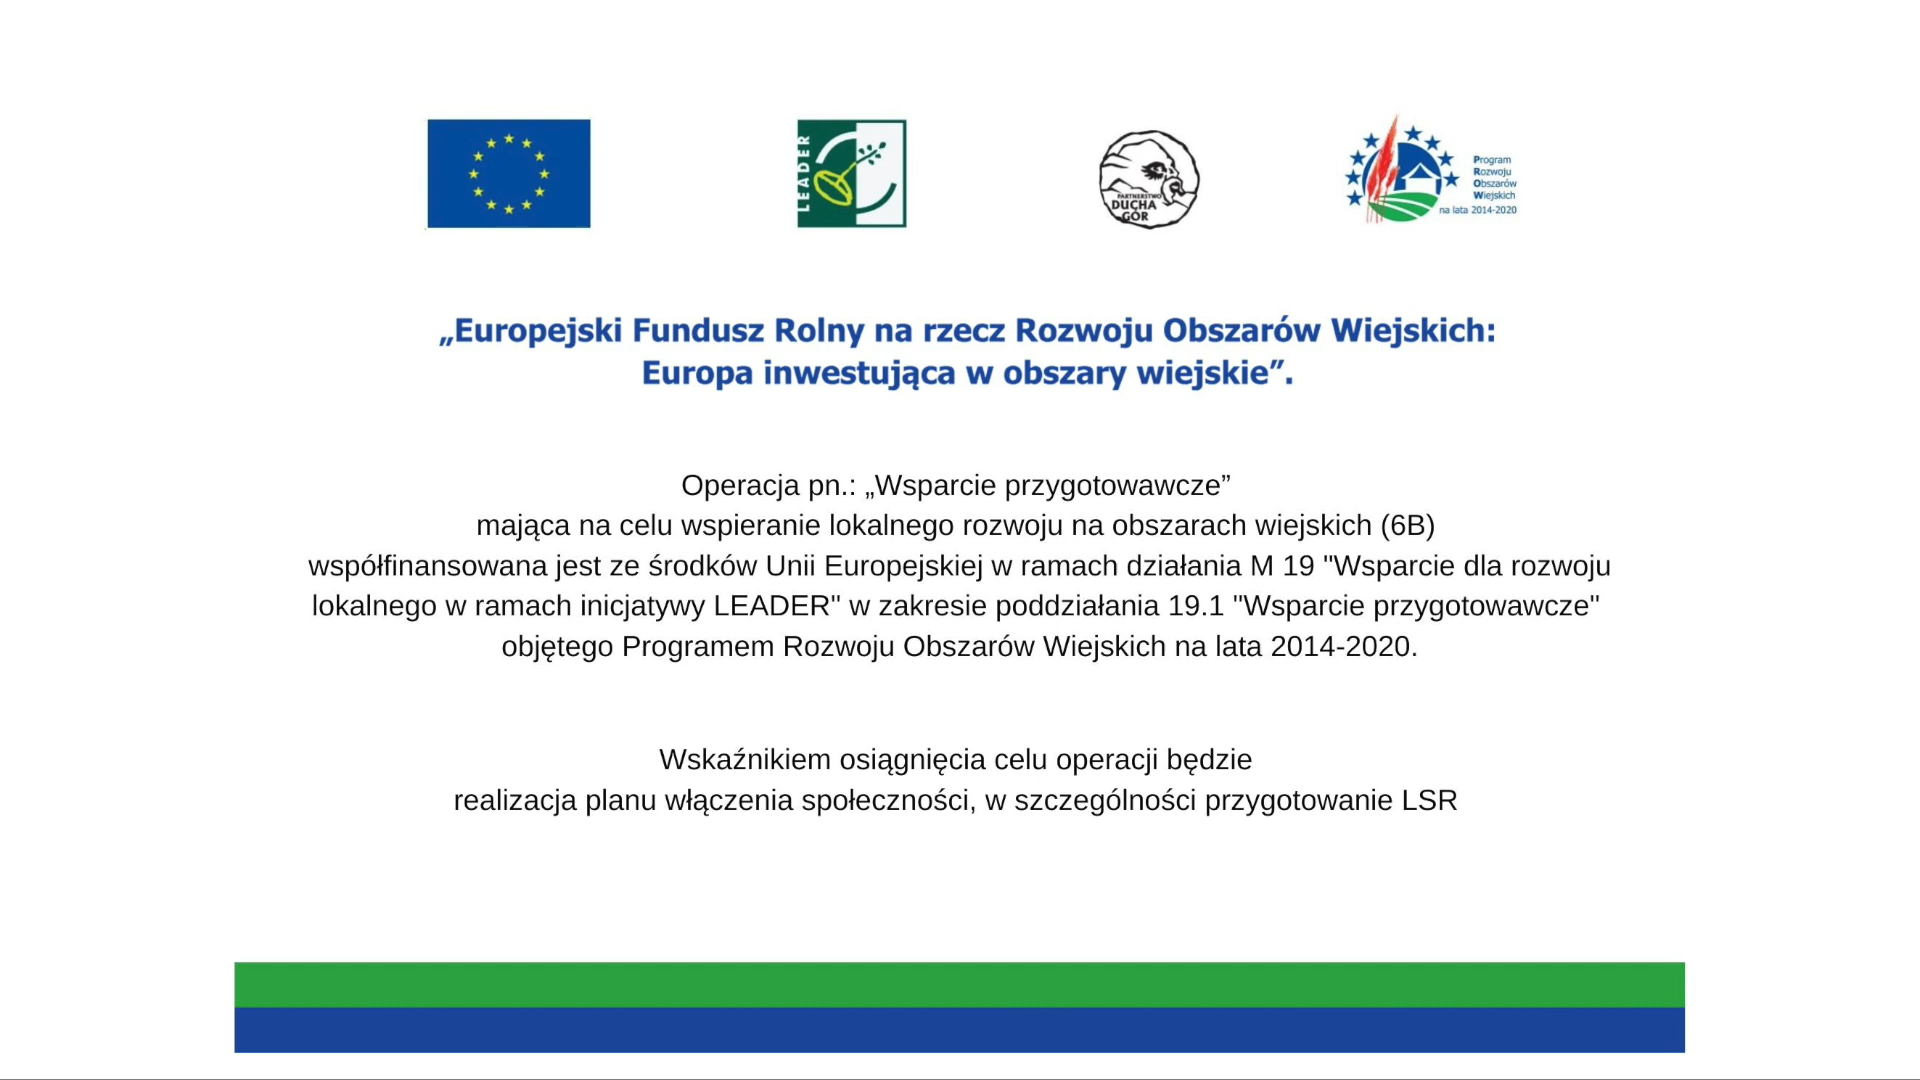 LEADER
PARTNERSTWO
DUCHA
GÓR
Program
Rozwoju
Obszarów
Wiejskich
na lata 2014-2020
„Europejski Fundusz Rolny na rzecz Rozwoju Obszarów Wiejskich:
Europa inwestująca w obszary wiejskie”.
Operacja pn.: „Wsparcie przygotowawcze”
mająca na celu wspieranie lokalnego rozwoju na obszarach wiejskich (6B)
współfinansowana jest ze środków Unii Europejskiej w ramach działania M 19 "Wsparcie dla rozwoju
lokalnego w ramach inicjatywy LEADER" w zakresie poddziałania 19.1 "Wsparcie przygotowawcze"
objętego Programem Rozwoju Obszarów Wiejskich na lata 2014-2020.
Wskaźnikiem osiągnięcia celu operacji będzie
realizacja planu włączenia społeczności, w szczególności przygotowanie LSR